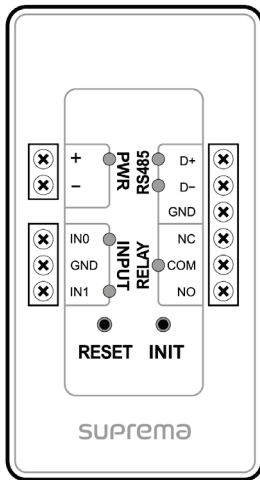 +
−
PWR
RS485
D+
D−
GND
IN0
GND
IN1
INPUT
RELAY
NC
COM
NO
RESET
INIT
suprema